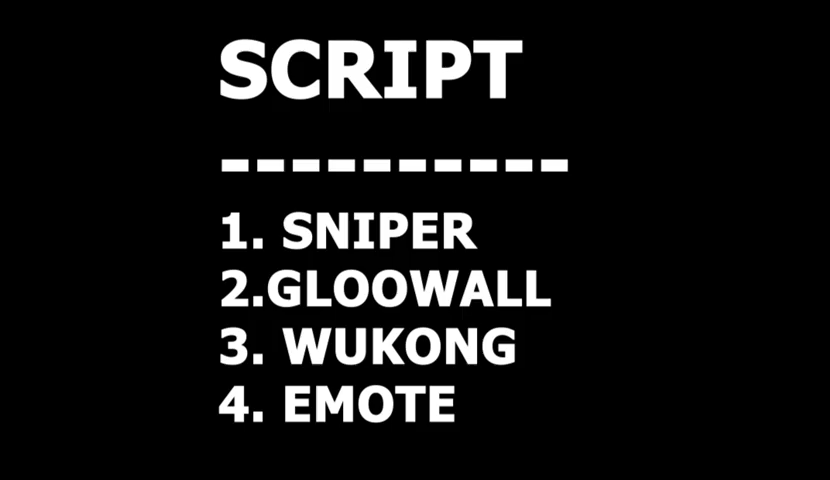 SCRIPT
----------
1. SNIPER
2.GLOOWALL
3. WUKONG
4. EMOTE